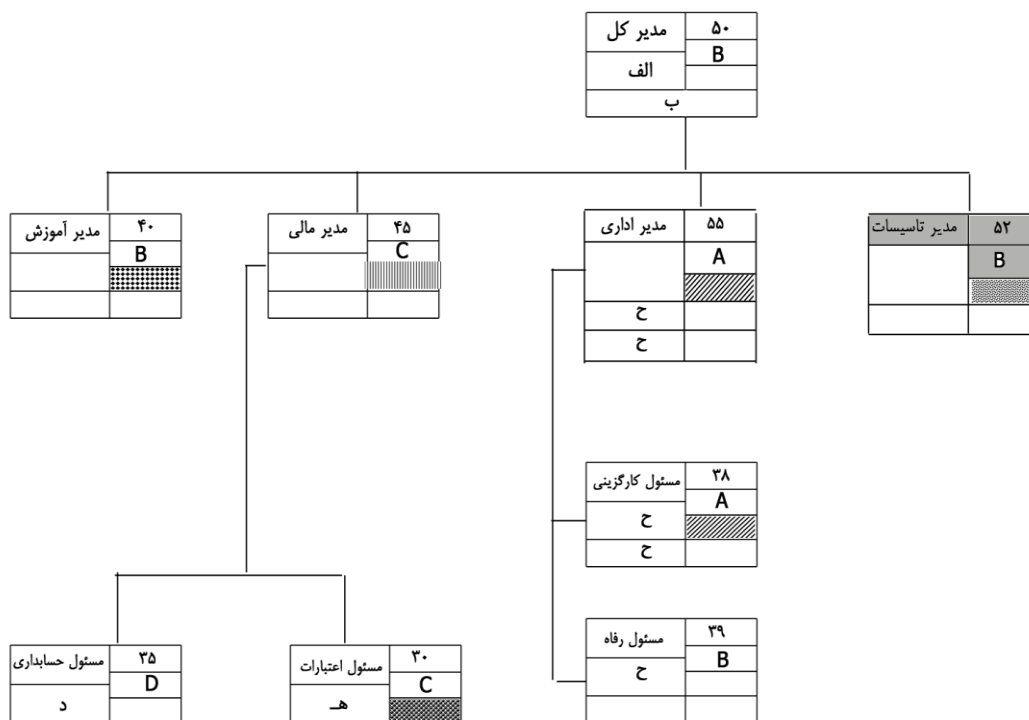 مدیر کل ۵۰
B
الف
ب
مدیر تاسیسات ۵۲
B
مدیر اداری ۵۵
A
ح
ح
مدیر مالی ۴۵
C
مدیر آموزش ۴۰
B
مسئول کارگزینی ۳۸
A
ح
ح
مسئول رفاه ۳۹
B
ح
مسئول اعتبارات ۳۰
C
هـ
مسئول حسابداری ۳۵
D
د